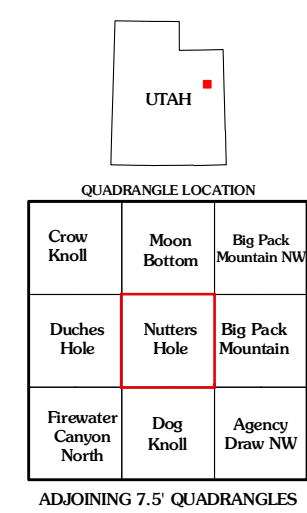 UTAH
QUADRANGLE LOCATION
Crow
Knoll
Moon
Bottom
Big Pack
Mountain NW
Duches
Hole
Nutters
Hole
Big Pack
Mountain
Firewater
Canyon
North
Dog
Knoll
Agency
Draw NW
ADJOINING 7.5' QUADRANGLES